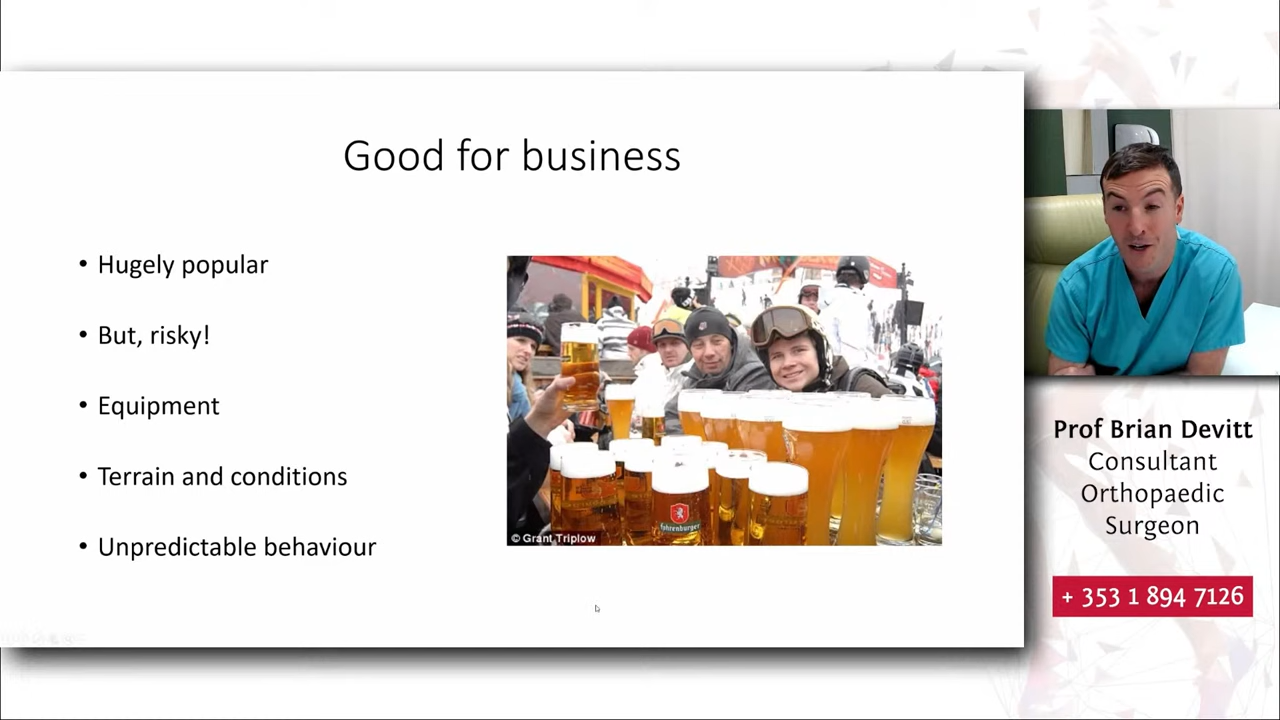 Good for business
• Hugely popular
• But, risky!
• Equipment
• Terrain and conditions
• Unpredictable behaviour
© Grant Triplow
Prof Brian Devitt
Consultant
Orthopaedic
Surgeon
+ 353 1 894 7126